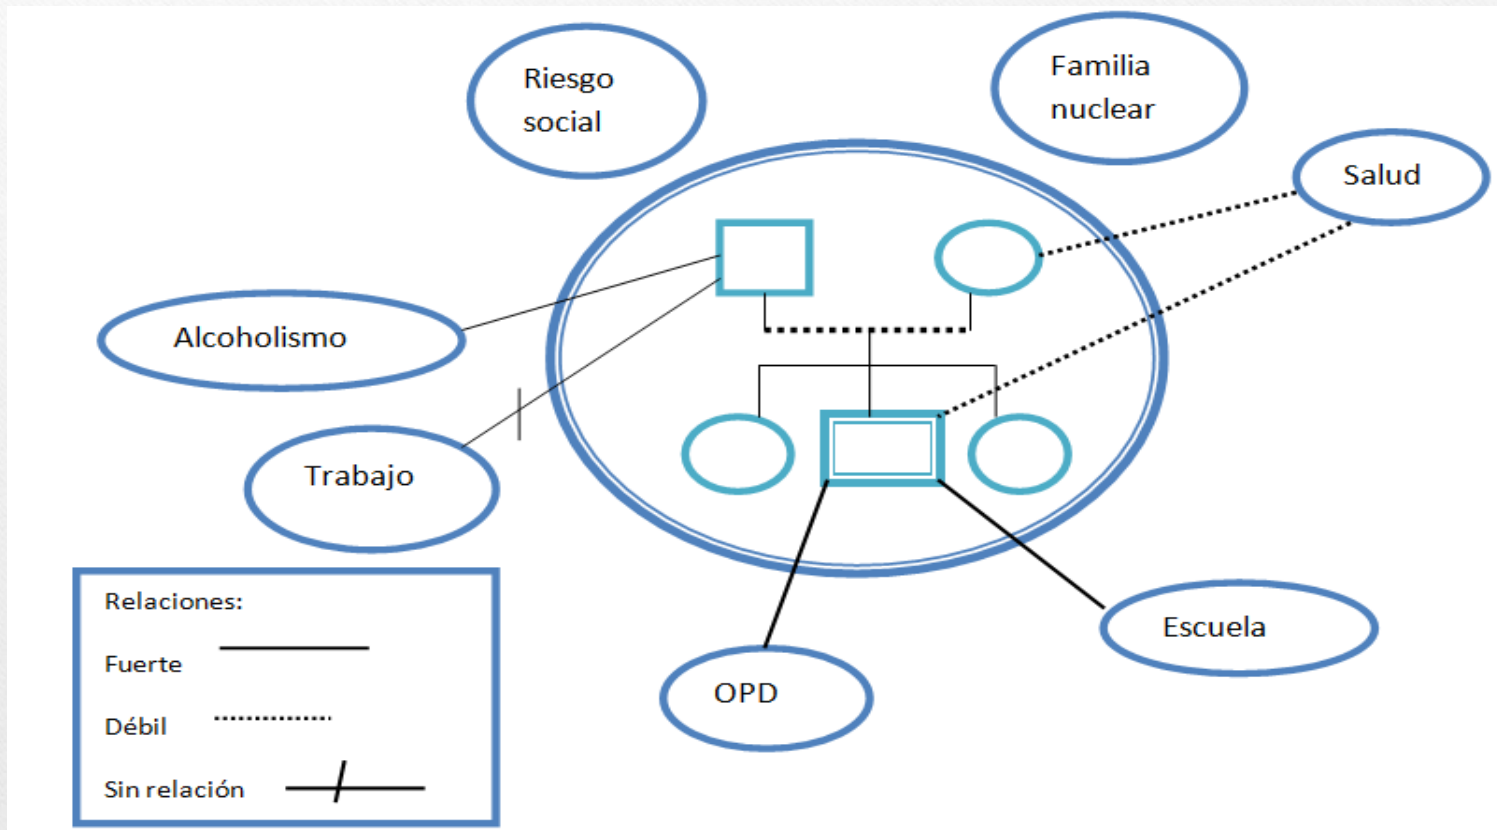 Riesgo
social
Familia
nuclear
Salud
Alcoholismo
Trabajo
Relaciones:
Fuerte
Débil
Sin relación
OPD
Escuela